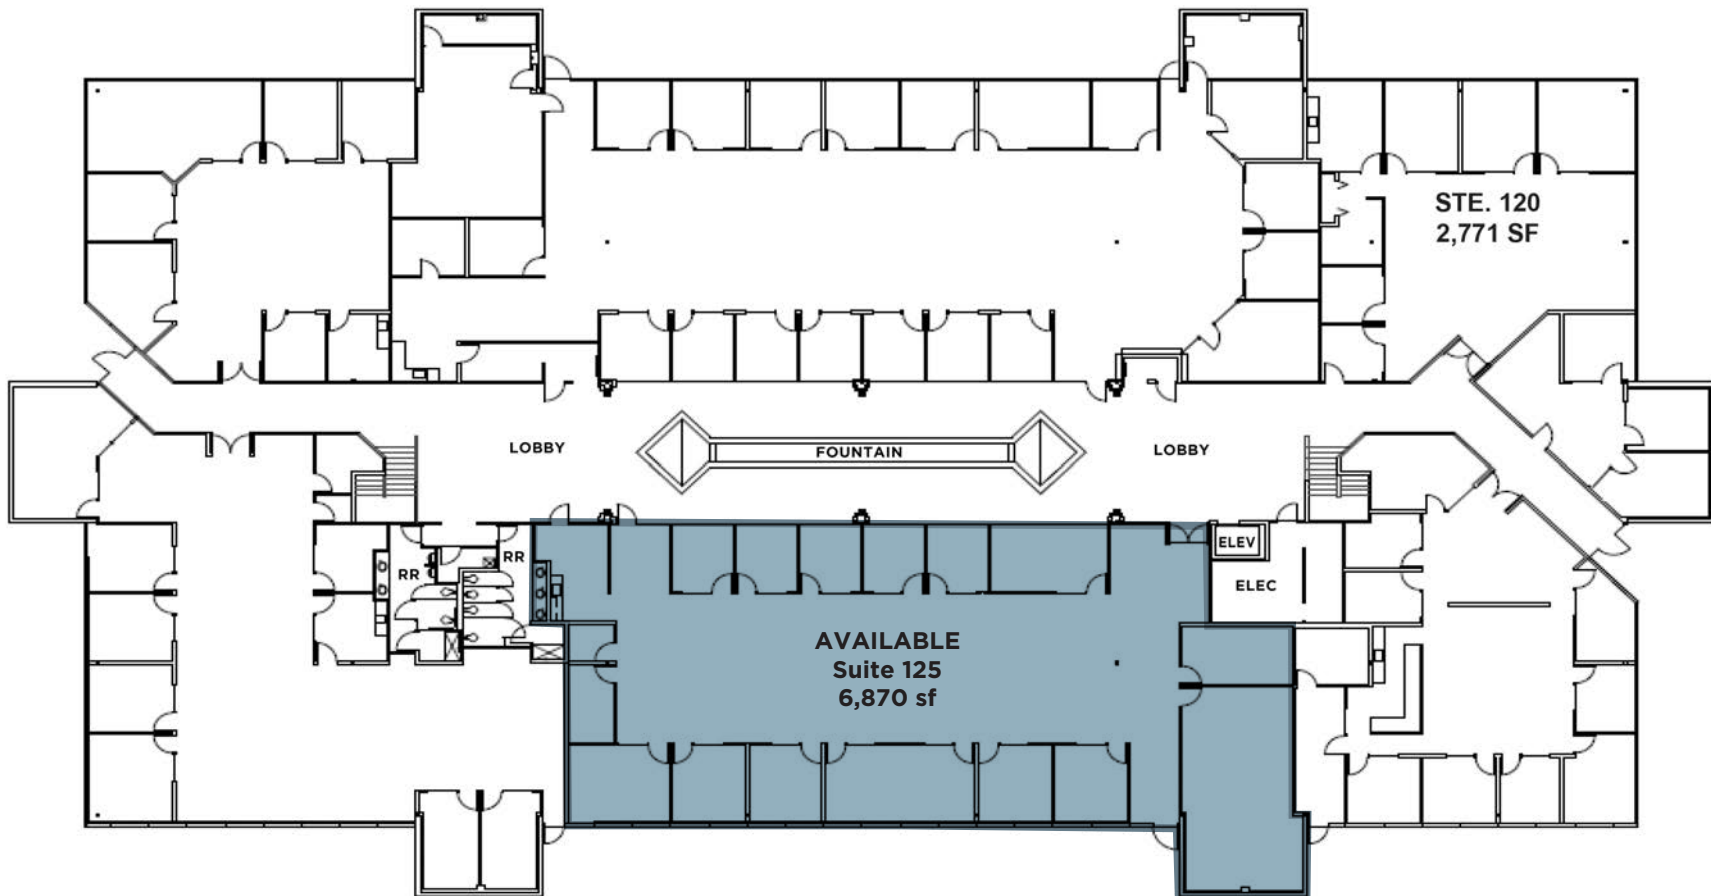 STE. 120
2,771 SF
LOBBY
FOUNTAIN
LOBBY
RR
RR
ELEV
ELEC
AVAILABLE
Suite 125
6,870 sf